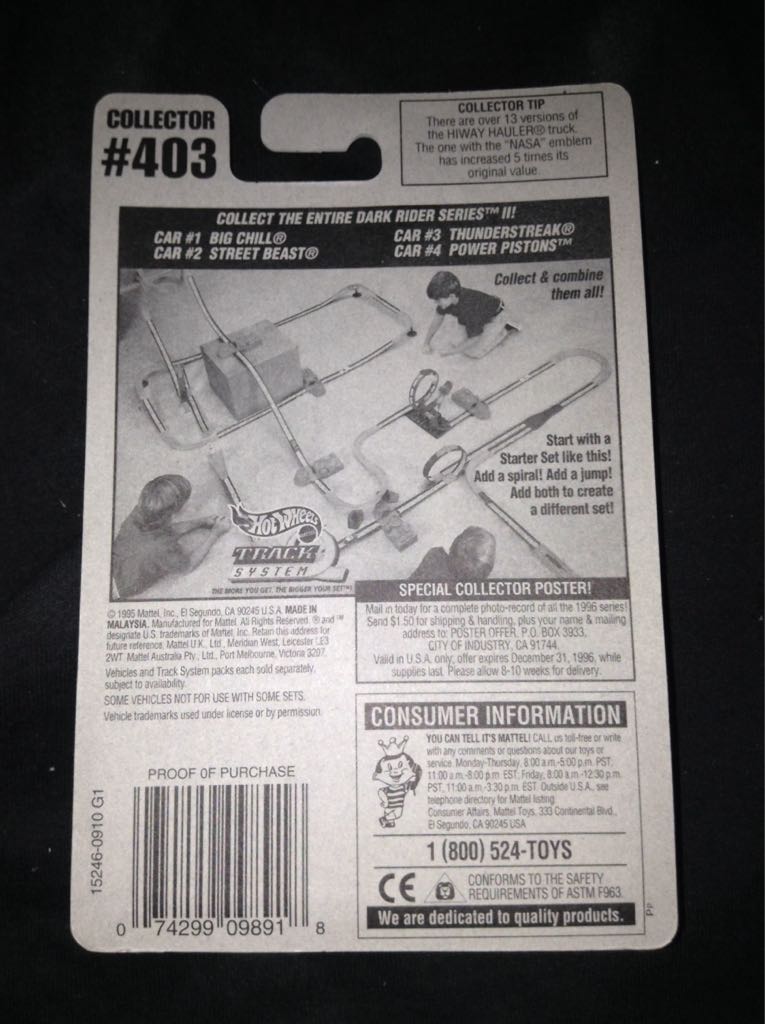 COLLECTOR
#403
COLLECTOR TIP
There are over 13 versions of
the HIWAY HAULER® truck.
The one with the "NASA" emblem
has increased 5 times its
original value.
COLLECT THE ENTIRE DARK RIDER SERIES™ II!
CAR #1 BIG CHILL®
CAR #2 STREET BEAST®
CAR #3 THUNDERSTREAK®
CAR #4 POWER PISTONS™
Collect & combine
them all!
Start with a
Starter Set like this!
Add a spiral! Add a jump!
Add both to create
a different set!
Hot Wheels
TRACK
SYSTEM
THE MORE YOU GET, THE BIGGER YOUR SET!™
© 1995 Mattel, Inc., El Segundo, CA 90245 U.S.A. MADE IN
MALAYSIA. Manufactured for Mattel. All Rights Reserved. ® and ™
designate U.S. trademarks of Mattel, Inc. Retain this address for
future reference. Mattel U.K., Ltd., Meridian West, Leicester LE3
2WT. Mattel Australia Pty., Ltd., Port Melbourne, Victoria 3207.
Vehicles and Track System packs each sold separately,
subject to availability.
SOME VEHICLES NOT FOR USE WITH SOME SETS.
Vehicle trademarks used under license or by permission.
SPECIAL COLLECTOR POSTER!
Mail in today for a complete photo-record of all the 1996 series!
Send $1.50 for shipping & handling, plus your name & mailing
address to: POSTER OFFER, P.O. BOX 3933,
CITY OF INDUSTRY, CA 91744.
Valid in U.S.A. only, offer expires December 31, 1996, while
supplies last. Please allow 8-10 weeks for delivery.
CONSUMER INFORMATION
YOU CAN TELL IT'S MATTEL! CALL us toll-free or write
with any comments or questions about our toys or
service. Monday-Thursday, 8:00 a.m.-5:00 p.m. PST,
11:00 a.m.-8:00 p.m. EST, Friday, 8:00 a.m.-12:30 p.m.
PST, 11:00 a.m.-3:30 p.m. EST. Outside U.S.A., see
telephone directory for Mattel listing.
Consumer Affairs, Mattel Toys, 333 Continental Blvd.,
El Segundo, CA 90245 USA
1 (800) 524-TOYS
CE
CONFORMS TO THE SAFETY
REQUIREMENTS OF ASTM F963.
We are dedicated to quality products.
PROOF OF PURCHASE
0 74299 09891 8
15246-0910 G1
Pp